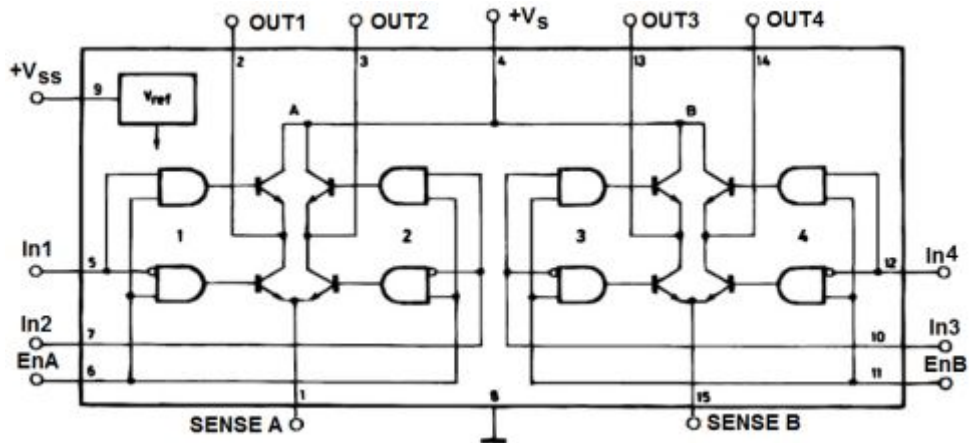 OUT1
OUT2
+VS
OUT3
OUT4
2
3
4
13
14
+VSS
9
Vref
A
B
1
2
3
4
In1
5
12
In4
In2
7
10
In3
EnA
6
11
EnB
1
8
15
SENSE A
SENSE B